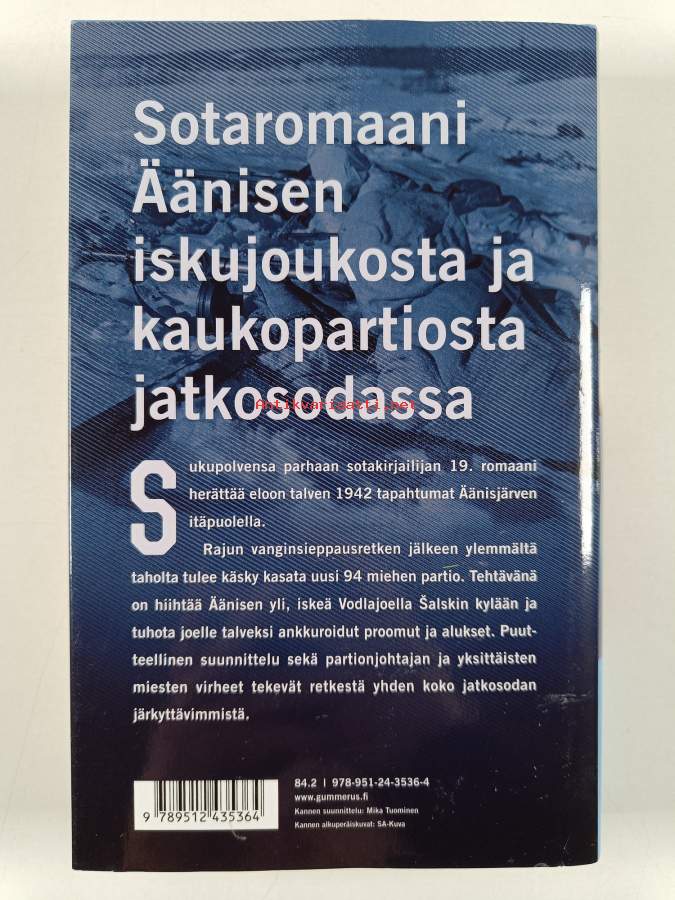 Sotaromaani
Äänisen
iskujoukosta ja
kaukopartiosta
jatkosodassa
Antikvariaatti.net
Sukupolvensa parhaan sotakirjailijan 19. romaani
herättää eloon talven 1942 tapahtumat Äänisjärven
itäpuolella.
Rajun vanginsieppausretken jälkeen ylemmältä
taholta tulee käsky kasata uusi 94 miehen partio. Tehtävänä
on hiihtää Äänisen yli, iskeä Vodlajoella Šalskin kylään ja
tuhota joelle talveksi ankkuroidut proomut ja alukset. Puut-
teellinen suunnittelu sekä partionjohtajan ja yksittäisten
miesten virheet tekevät retkestä yhden koko jatkosodan
järkyttävimmistä.
84.2 | 978-951-24-3536-4
www.gummerus.fi
Kannen suunnittelu: Mika Tuominen
Kannen alkuperäiskuvat: SA-Kuva
9 789512 435364